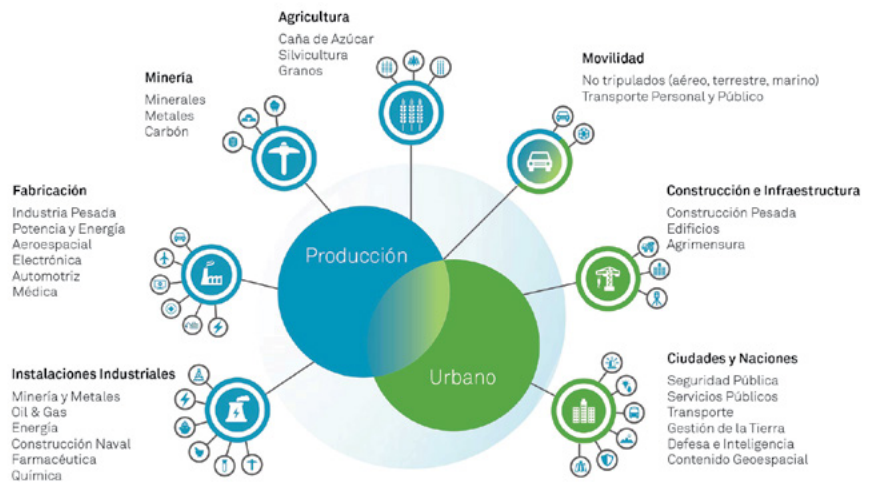 Agricultura
Caña de Azúcar
Silvicultura
Granos
Movilidad
No tripulados (aéreo, terrestre, marino)
Transporte Personal y Público
Minería
Minerales
Metales
Carbón
Fabricación
Industria Pesada
Potencia y Energía
Aeroespacial
Electrónica
Automotriz
Médica
Construcción e Infraestructura
Construcción Pesada
Edificios
Agrimensura
Producción
Urbano
Instalaciones Industriales
Minería y Metales
Oil & Gas
Energía
Construcción Naval
Farmacéutica
Química
Ciudades y Naciones
Seguridad Pública
Servicios Públicos
Transporte
Gestión de la Tierra
Defensa e Inteligencia
Contenido Geoespacial